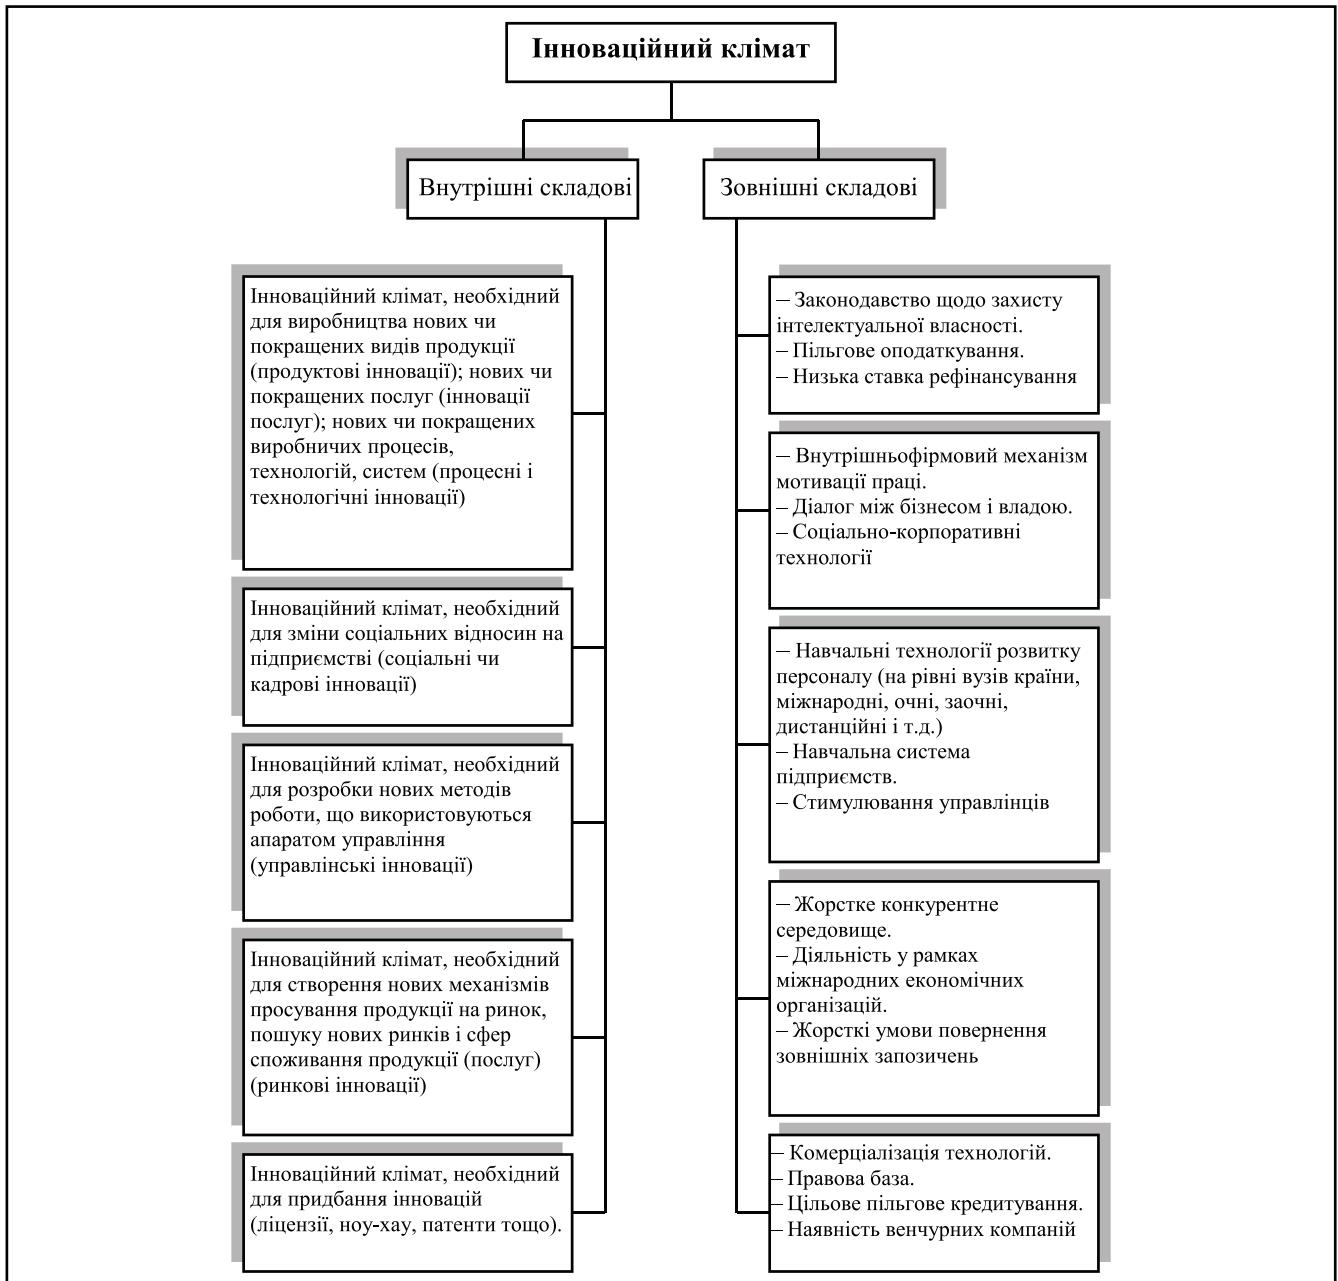 Інноваційний клімат
Внутрішні складові
Зовнішні складові
Інноваційний клімат, необхідний
для виробництва нових чи
покращених видів продукції
(продуктові інновації); нових чи
покращених послуг (інновації
послуг); нових чи покращених
виробничих процесів,
технологій, систем (процесні і
технологічні інновації)
Інноваційний клімат, необхідний
для зміни соціальних відносин на
підприємстві (соціальні чи
кадрові інновації)
Інноваційний клімат, необхідний
для розробки нових методів
роботи, що використовуються
апаратом управління
(управлінські інновації)
Інноваційний клімат, необхідний
для створення нових механізмів
просування продукції на ринок,
пошуку нових ринків і сфер
споживання продукції (послуг)
(ринкові інновації)
Інноваційний клімат, необхідний
для придбання інновацій
(ліцензії, ноу-хау, патенти тощо).
– Законодавство щодо захисту
інтелектуальної власності.
– Пільгове оподаткування.
– Низька ставка рефінансування
– Внутрішньофірмовий механізм
мотивації праці.
– Діалог між бізнесом і владою.
– Соціально-корпоративні
технології
– Навчальні технології розвитку
персоналу (на рівні вузів країни,
міжнародні, очні, заочні,
дистанційні і т.д.)
– Навчальна система
підприємств.
– Стимулювання управлінців
– Жорстке конкурентне
середовище.
– Діяльність у рамках
міжнародних економічних
організацій.
– Жорсткі умови повернення
зовнішніх запозичень
– Комерціалізація технологій.
– Правова база.
– Цільове пільгове кредитування.
– Наявність венчурних компаній